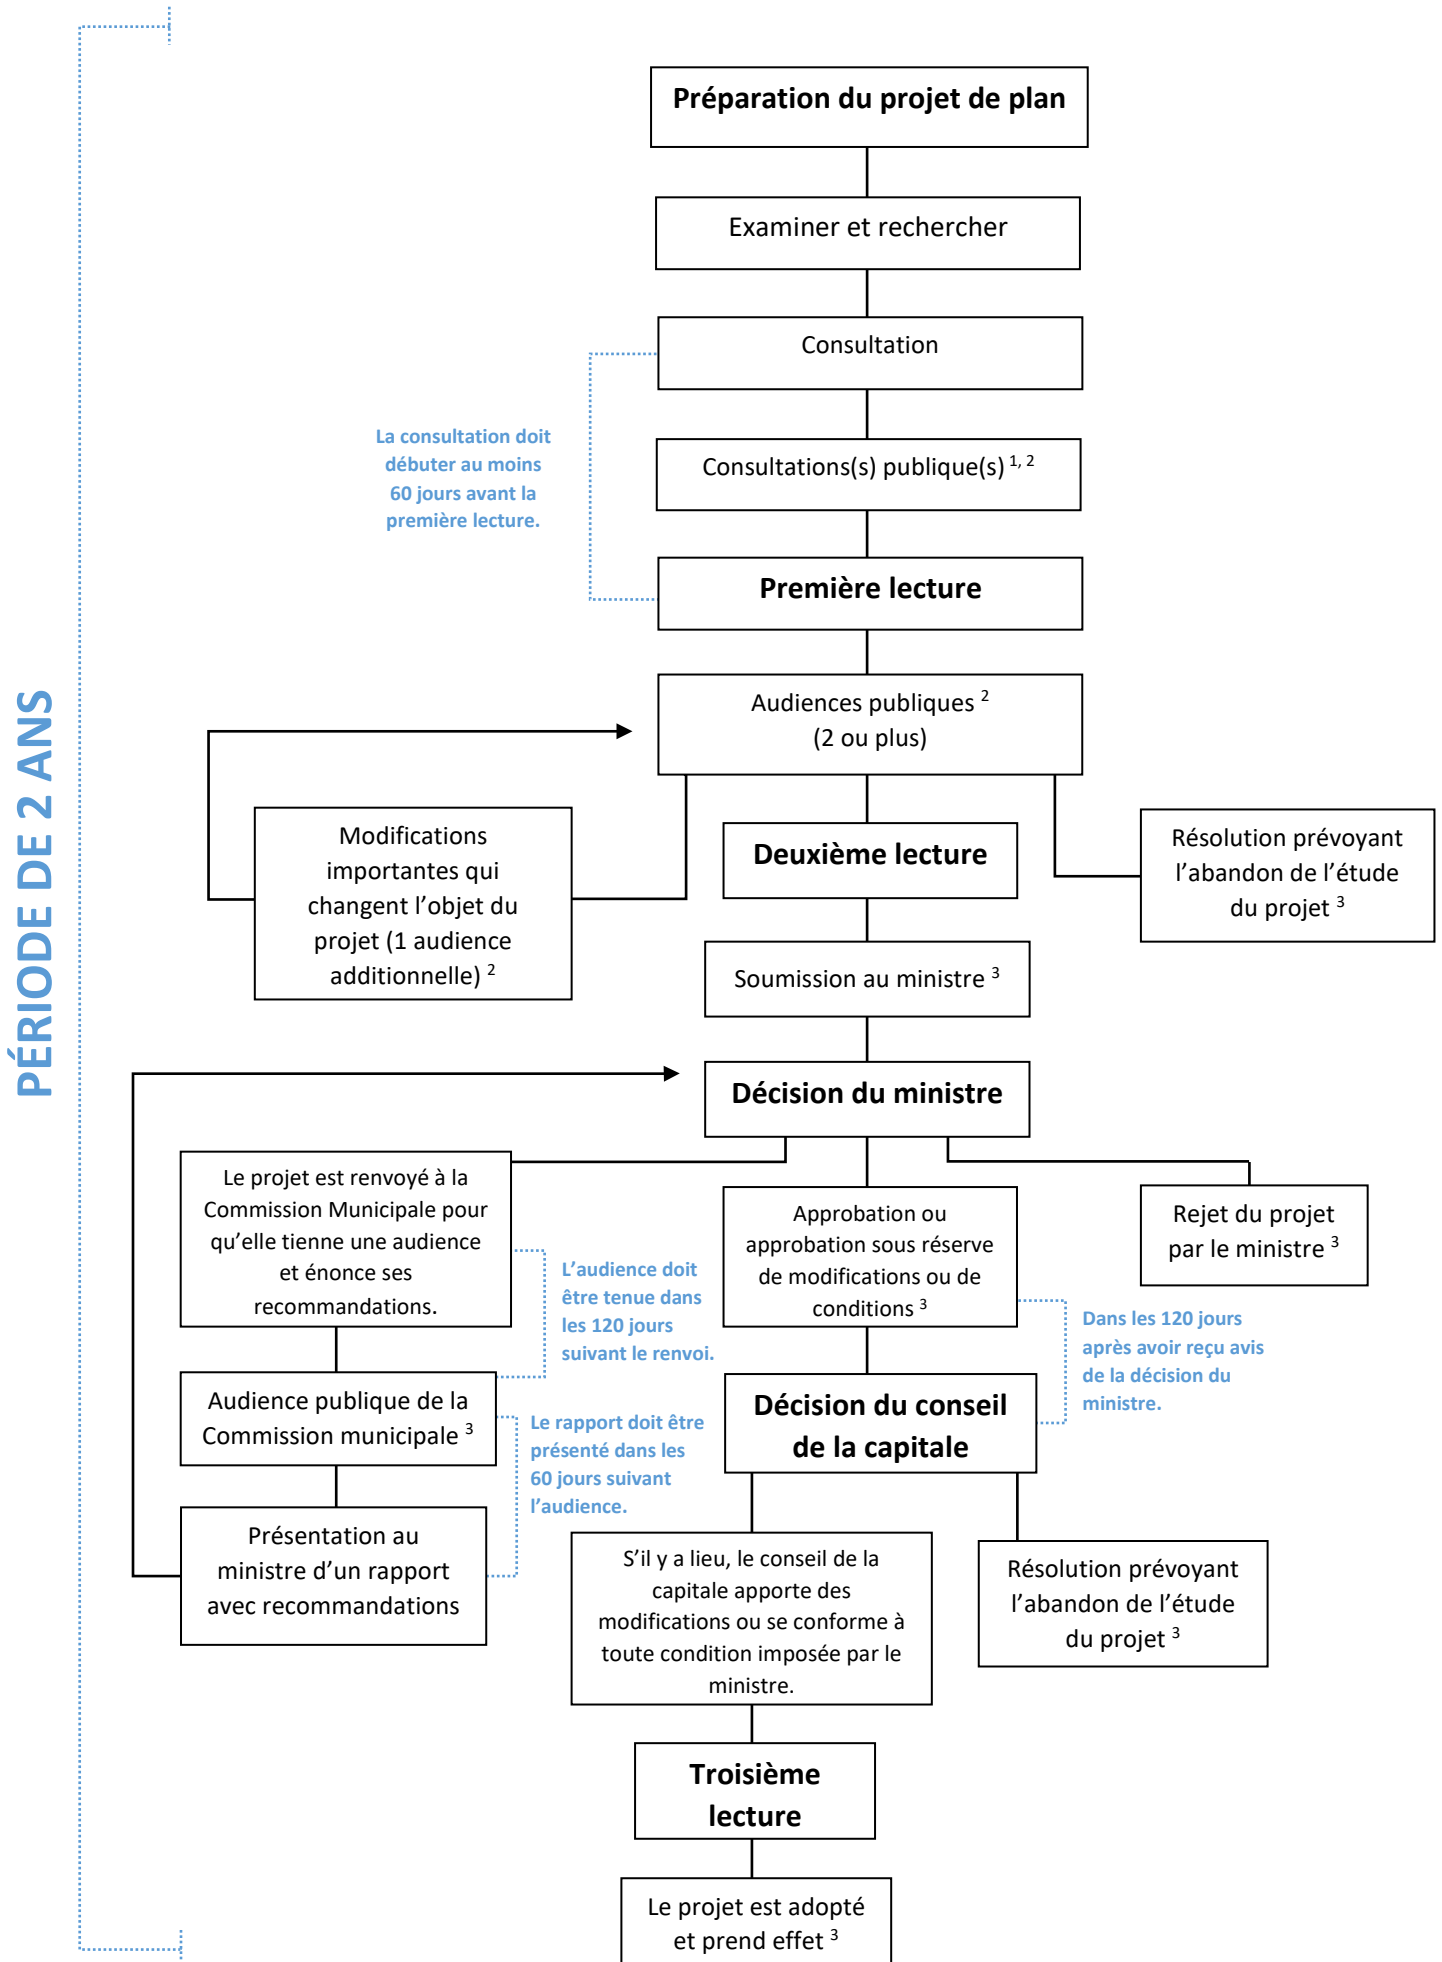 Préparation du projet de plan
Examiner et rechercher
Consultation
La consultation doit
débuter au moins
60 jours avant la
première lecture.
Consultations(s) publique(s) 1, 2
Première lecture
PÉRIODE DE 2 ANS
Audiences publiques 2
(2 ou plus)
Modifications
importantes qui
changent l’objet du
projet (1 audience
additionnelle) 2
Deuxième lecture
Résolution prévoyant
l’abandon de l’étude
du projet 3
Soumission au ministre 3
Décision du ministre
Le projet est renvoyé à la
Commission Municipale pour
qu’elle tienne une audience
et énonce ses
recommandations.
L’audience doit
être tenue dans
les 120 jours
suivant le renvoi.
Approbation ou
approbation sous réserve
de modifications ou de
conditions 3
Rejet du projet
par le ministre 3
Dans les 120 jours
après avoir reçu avis
de la décision du
ministre.
Audience publique de la
Commission municipale 3
Le rapport doit être
présenté dans les
60 jours suivant
l’audience.
Décision du conseil
de la capitale
Présentation au
ministre d’un rapport
avec recommandations
S’il y a lieu, le conseil de la
capitale apporte des
modifications ou se conforme à
toute condition imposée par le
ministre.
Résolution prévoyant
l’abandon de l’étude
du projet 3
Troisième
lecture
Le projet est adopté
et prend effet 3